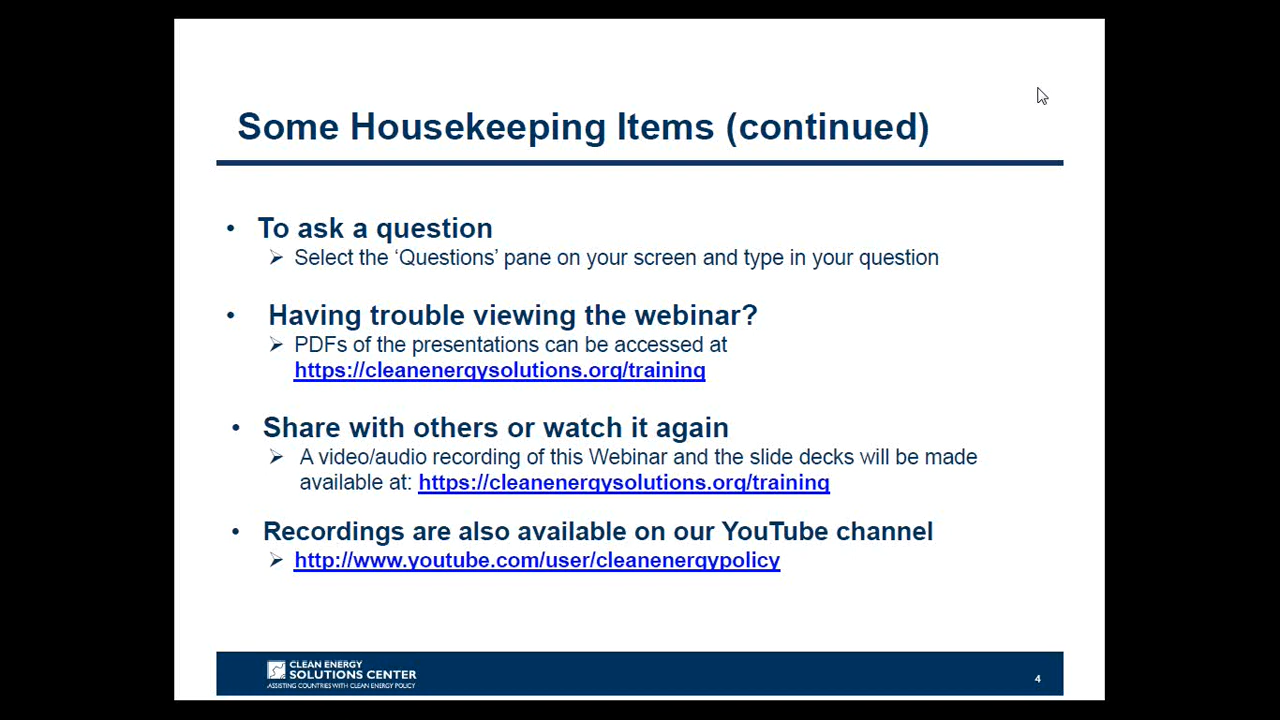 Some Housekeeping Items (continued)
• To ask a question
➢ Select the ‘Questions’ pane on your screen and type in your question
• Having trouble viewing the webinar?
➢ PDFs of the presentations can be accessed at
https://cleanenergysolutions.org/training
• Share with others or watch it again
➢ A video/audio recording of this Webinar and the slide decks will be made
available at: https://cleanenergysolutions.org/training
• Recordings are also available on our YouTube channel
➢ http://www.youtube.com/user/cleanenergypolicy
CLEAN ENERGY
SOLUTIONS CENTER
ASSISTING COUNTRIES WITH CLEAN ENERGY POLICY
4